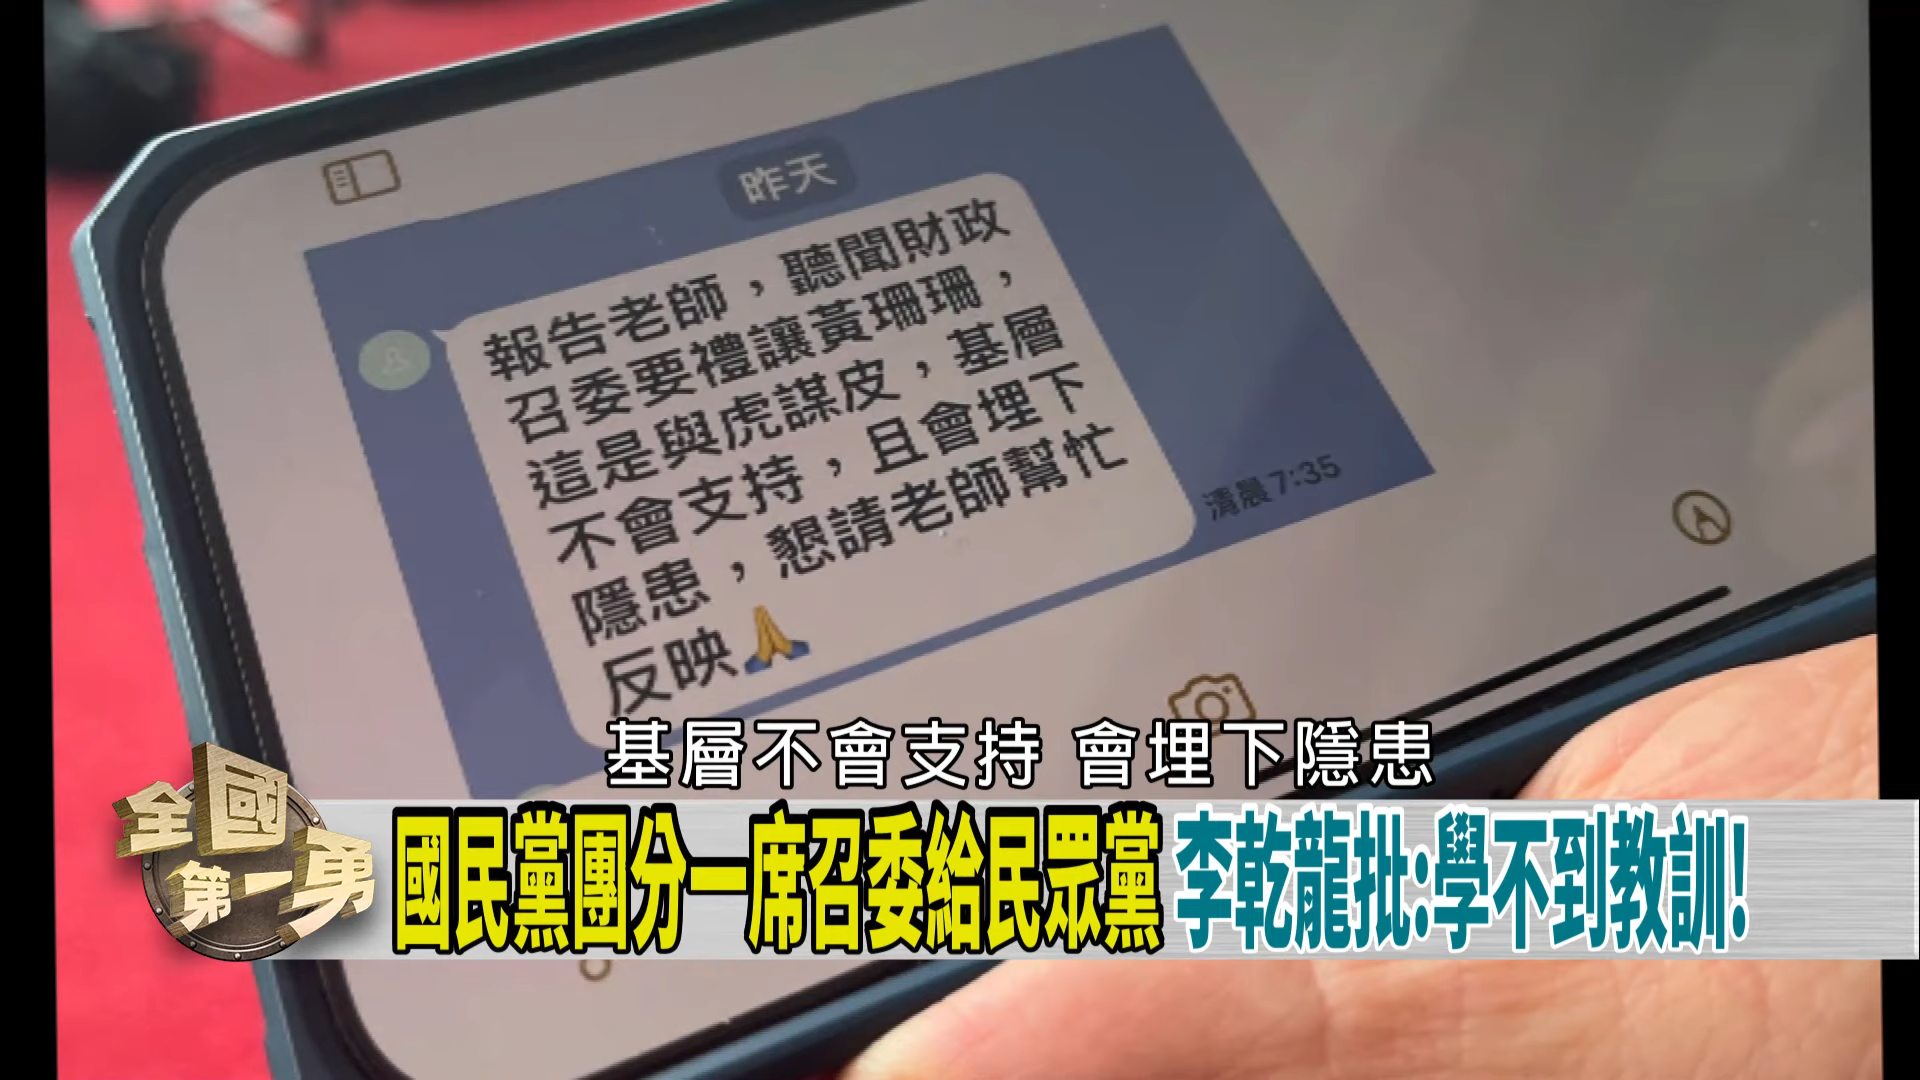 昨天
報告老師，聽聞財政
召委要禮讓黃珊珊，
這是與虎謀皮，基層
不會支持，且會埋下
隱患，懇請老師幫忙
反映🙏
清晨7:35
基層不會支持 會埋下隱患
全國第一勇
國民黨團分一席召委給民眾黨 李乾龍批:學不到教訓!